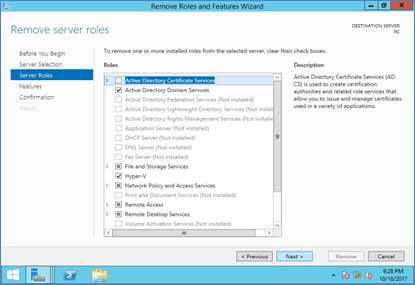 Remove Roles and Features Wizard
Remove server roles
DESTINATION SERVER
PC
Before You Begin
Server Selection
Server Roles
Features
Confirmation
Results
To remove one or more installed roles from the selected server, clear their check boxes.
Roles
Active Directory Certificate Services
Active Directory Domain Services
Active Directory Federation Services (Not installed)
Active Directory Lightweight Directory Services (Not installed)
Active Directory Rights Management Services (Not installed)
Application Server (Not installed)
DHCP Server (Not installed)
DNS Server (Not installed)
Fax Server (Not installed)
File and Storage Services
Hyper-V
Network Policy and Access Services
Print and Document Services (Not installed)
Remote Access
Remote Desktop Services
Volume Activation Services (Not installed)
Description
Active Directory Certificate Services (AD
CS) is used to create certification
authorities and related role services that
allow you to issue and manage certificates
used in a variety of applications.
< Previous
Next >
Remove
Cancel
9:28 PM
10/18/2017